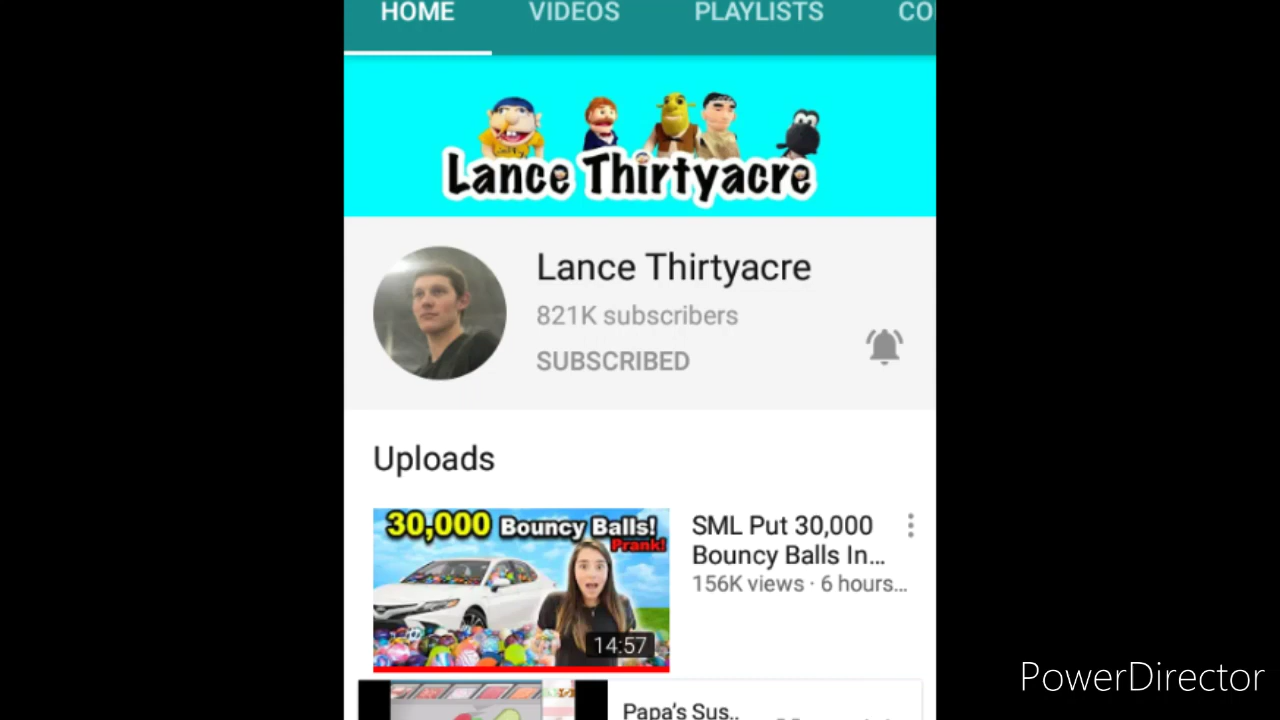 HOME VIDEOS PLAYLISTS CO
Lance Thirtyacre
Lance Thirtyacre
821K subscribers
SUBSCRIBED
Uploads
30,000 Bouncy Balls!
Prank!
14:57
SML Put 30,000
Bouncy Balls In...
156K views · 6 hours...
Papa's Sus..
PowerDirector